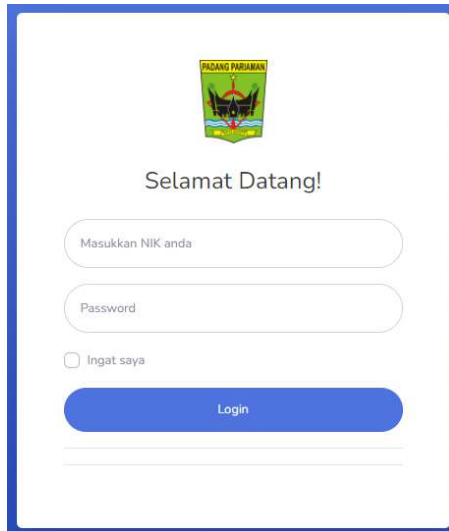 PADANG PARIAMAN
Selamat Datang!
Masukkan NIK anda
Password
Ingat saya
Login